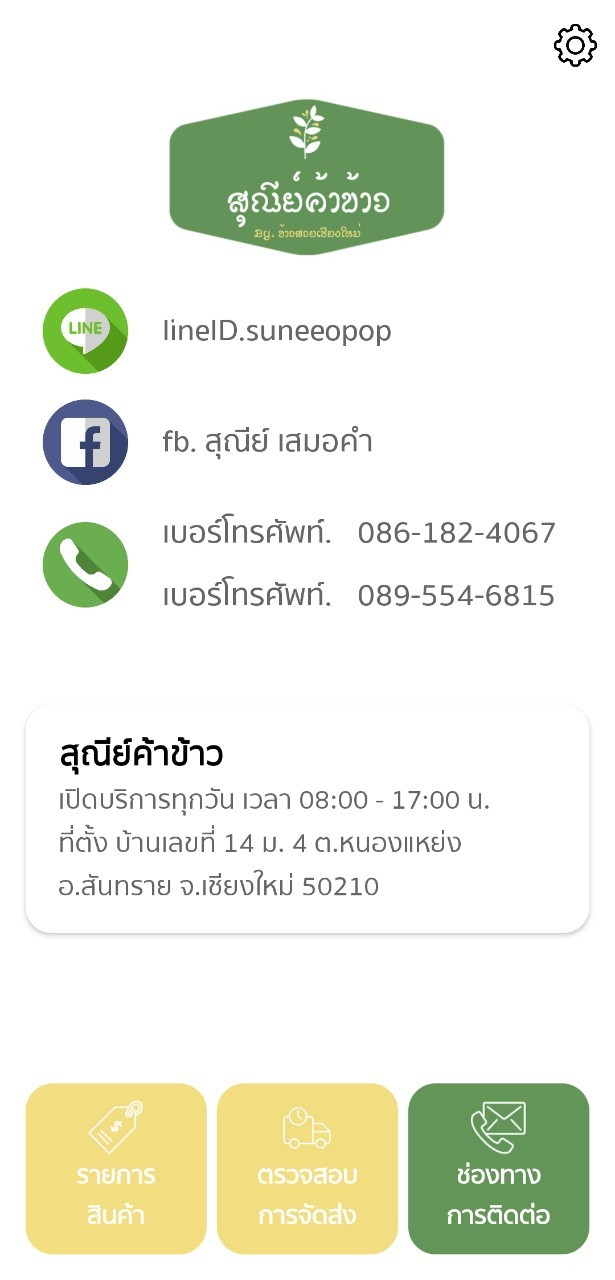 สุณีย์ค้าข้าว
By. ข้าวสวยเชียงใหม่
LINE
lineID.suneeopop
fb. สุณีย์ เสมอคำ
เบอร์โทรศัพท์. 086-182-4067
เบอร์โทรศัพท์. 089-554-6815
สุณีย์ค้าข้าว
เปิดบริการทุกวัน เวลา 08:00 - 17:00 น.
ที่ตั้ง บ้านเลขที่ 14 ม. 4 ต.หนองแหย่ง
อ.สันทราย จ.เชียงใหม่ 50210
รายการ
สินค้า
ตรวจสอบ
การจัดส่ง
ช่องทาง
การติดต่อ